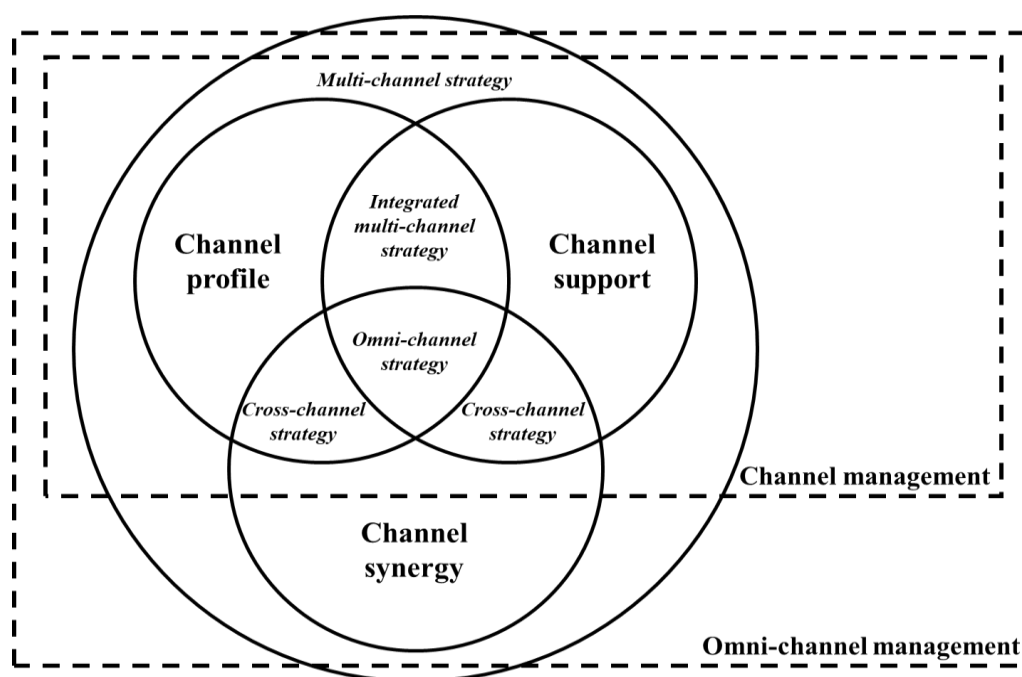 Multi-channel strategy
Integrated
multi-channel
strategy
Channel
profile
Channel
support
Omni-channel
strategy
Cross-channel
strategy
Cross-channel
strategy
Channel management
Channel
synergy
Omni-channel management